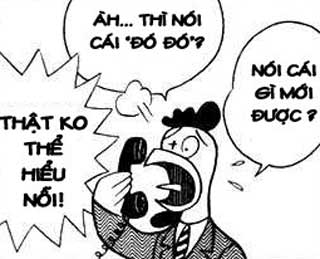 ÀH... THÌ NÓI
CÁI "ĐÓ ĐÓ"?
NÓI CÁI
GÌ MỚI
ĐƯỢC ?
THẬT KO
THỂ
HIỂU
NỔI!